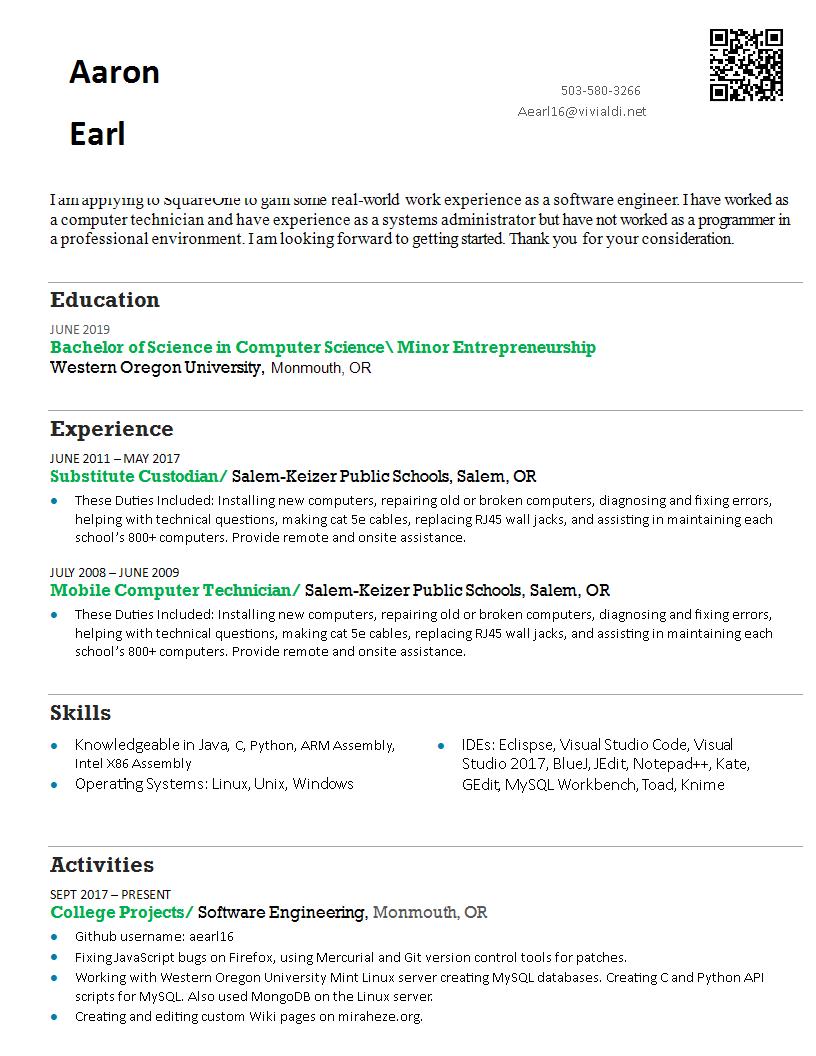 Aaron
Earl
503-580-3266
Aearl16@vivialdi.net
I am applying to SquareOne to gain some real-world work experience as a software engineer. I have worked as
a computer technician and have experience as a systems administrator but have not worked as a programmer in
a professional environment. I am looking forward to getting started. Thank you for your consideration.
Education
JUNE 2019
Bachelor of Science in Computer Science\ Minor Entrepreneurship
Western Oregon University, Monmouth, OR
Experience
JUNE 2011 – MAY 2017
Substitute Custodian/ Salem-Keizer Public Schools, Salem, OR
● These Duties Included: Installing new computers, repairing old or broken computers, diagnosing and fixing errors,
helping with technical questions, making cat 5e cables, replacing RJ45 wall jacks, and assisting in maintaining each
school’s 800+ computers. Provide remote and onsite assistance.
JULY 2008 – JUNE 2009
Mobile Computer Technician/ Salem-Keizer Public Schools, Salem, OR
● These Duties Included: Installing new computers, repairing old or broken computers, diagnosing and fixing errors,
helping with technical questions, making cat 5e cables, replacing RJ45 wall jacks, and assisting in maintaining each
school’s 800+ computers. Provide remote and onsite assistance.
Skills
● Knowledgeable in Java, C, Python, ARM Assembly,
Intel X86 Assembly
● Operating Systems: Linux, Unix, Windows
● IDEs: Eclispse, Visual Studio Code, Visual
Studio 2017, BlueJ, JEdit, Notepad++, Kate,
GEdit, MySQL Workbench, Toad, Knime
Activities
SEPT 2017 – PRESENT
College Projects/ Software Engineering, Monmouth, OR
● Github username: aearl16
● Fixing JavaScript bugs on Firefox, using Mercurial and Git version control tools for patches.
● Working with Western Oregon University Mint Linux server creating MySQL databases. Creating C and Python API
scripts for MySQL. Also used MongoDB on the Linux server.
● Creating and editing custom Wiki pages on miraheze.org.